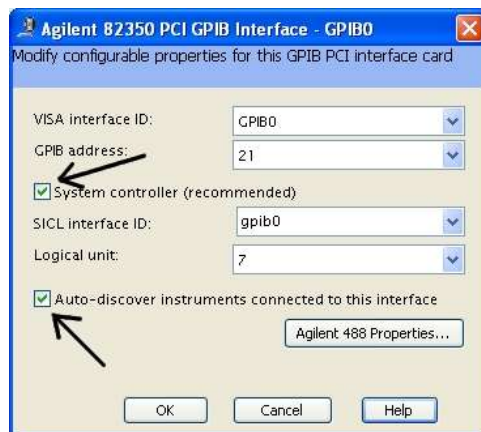 Agilent 82350 PCI GPIB Interface - GPIB0
Modify configurable properties for this GPIB PCI interface card
VISA interface ID:
GPIB0
GPIB address:
21
System controller (recommended)
SICL interface ID:
gpib0
Logical unit:
7
Auto-discover instruments connected to this interface
Agilent 488 Properties...
OK
Cancel
Help